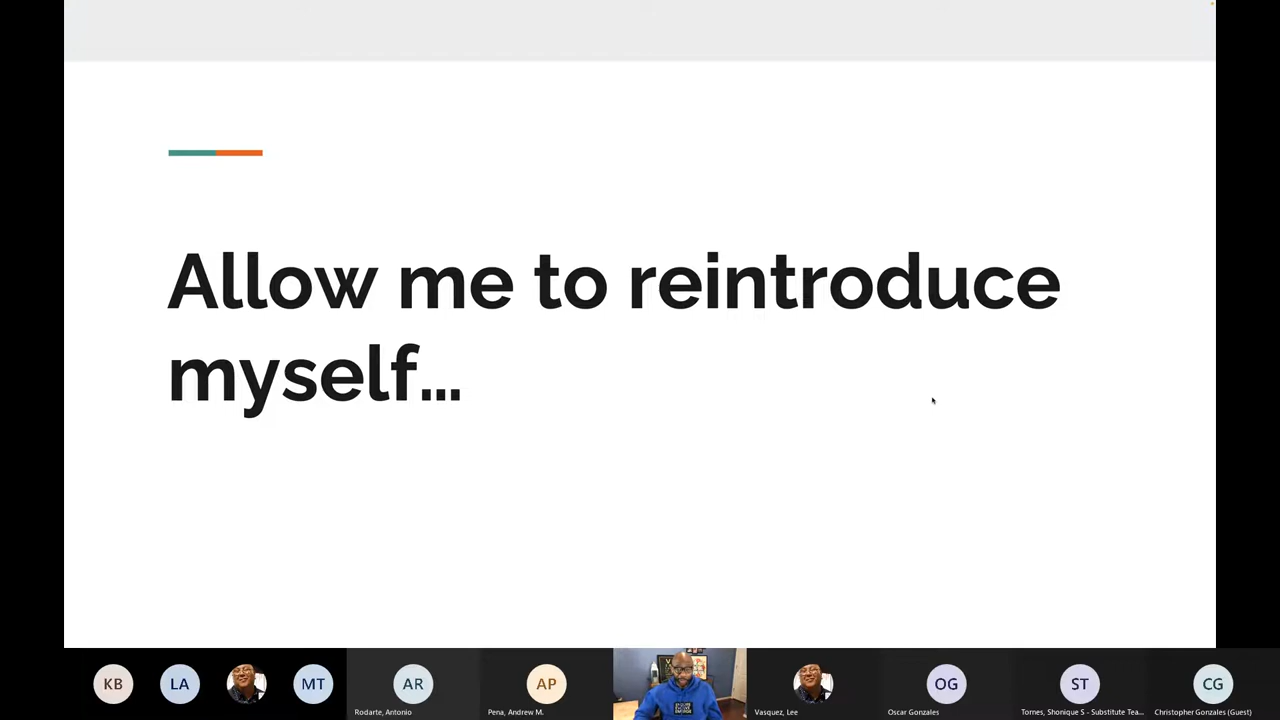 Allow me to reintroduce
myself…
KB
LA
MT
AR
AP
OG
ST
CG
Rodarte, Antonio
Pena, Andrew M.
Vasquez, Lee
Oscar Gonzales
Tornes, Shonique S - Substitute Tea...
Christopher Gonzales (Guest)